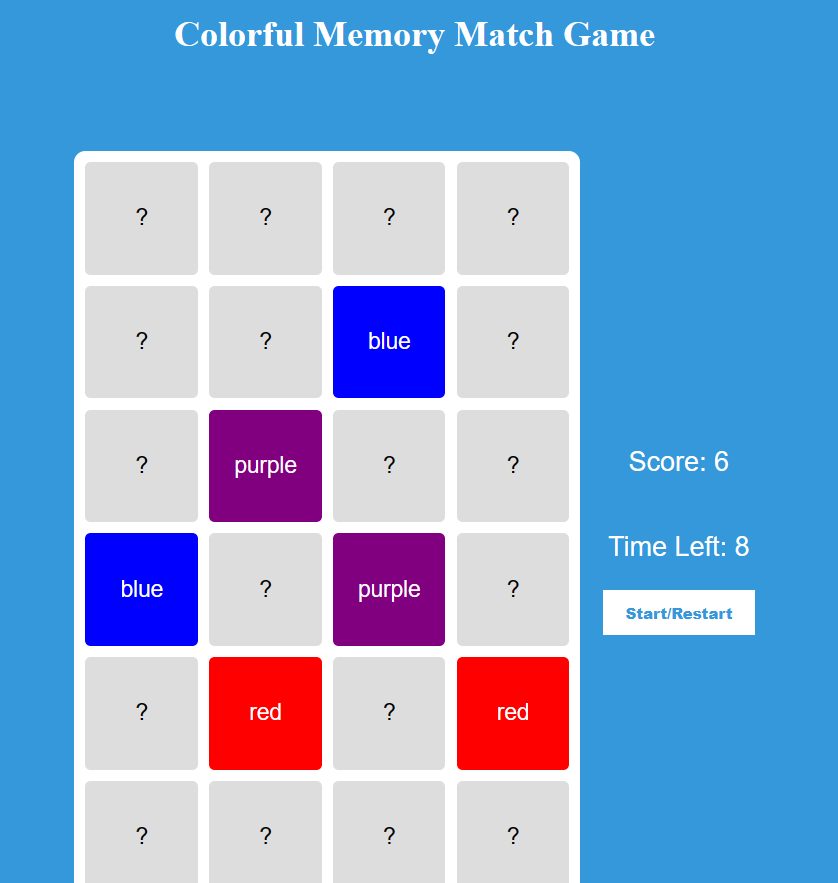 Colorful Memory Match Game
? ? ? ?
? ? blue ?
? purple ? ?
Score: 6
Time Left: 8
blue ? purple ?
Start/Restart
? red ? red
? ? ? ?